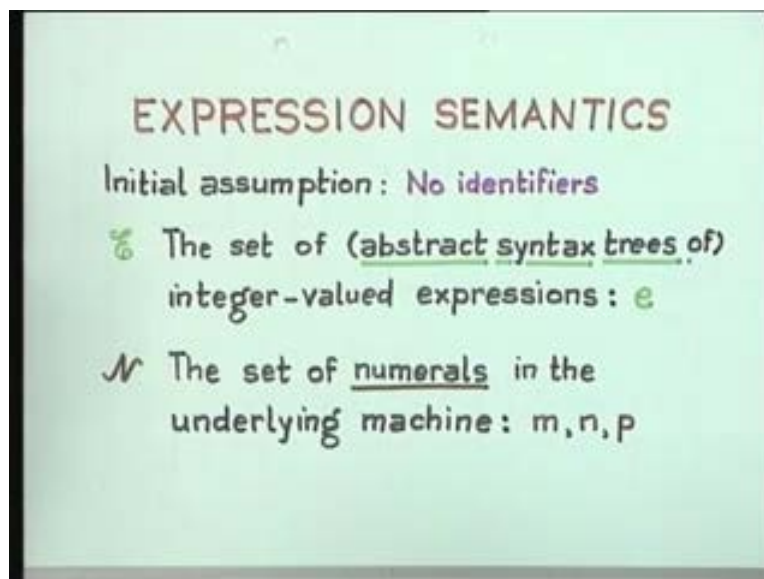 EXPRESSION SEMANTICS
Initial assumption: No identifiers
ℰ The set of (abstract syntax trees of)
integer-valued expressions: e
𝒩 The set of numerals in the
underlying machine: m, n, p